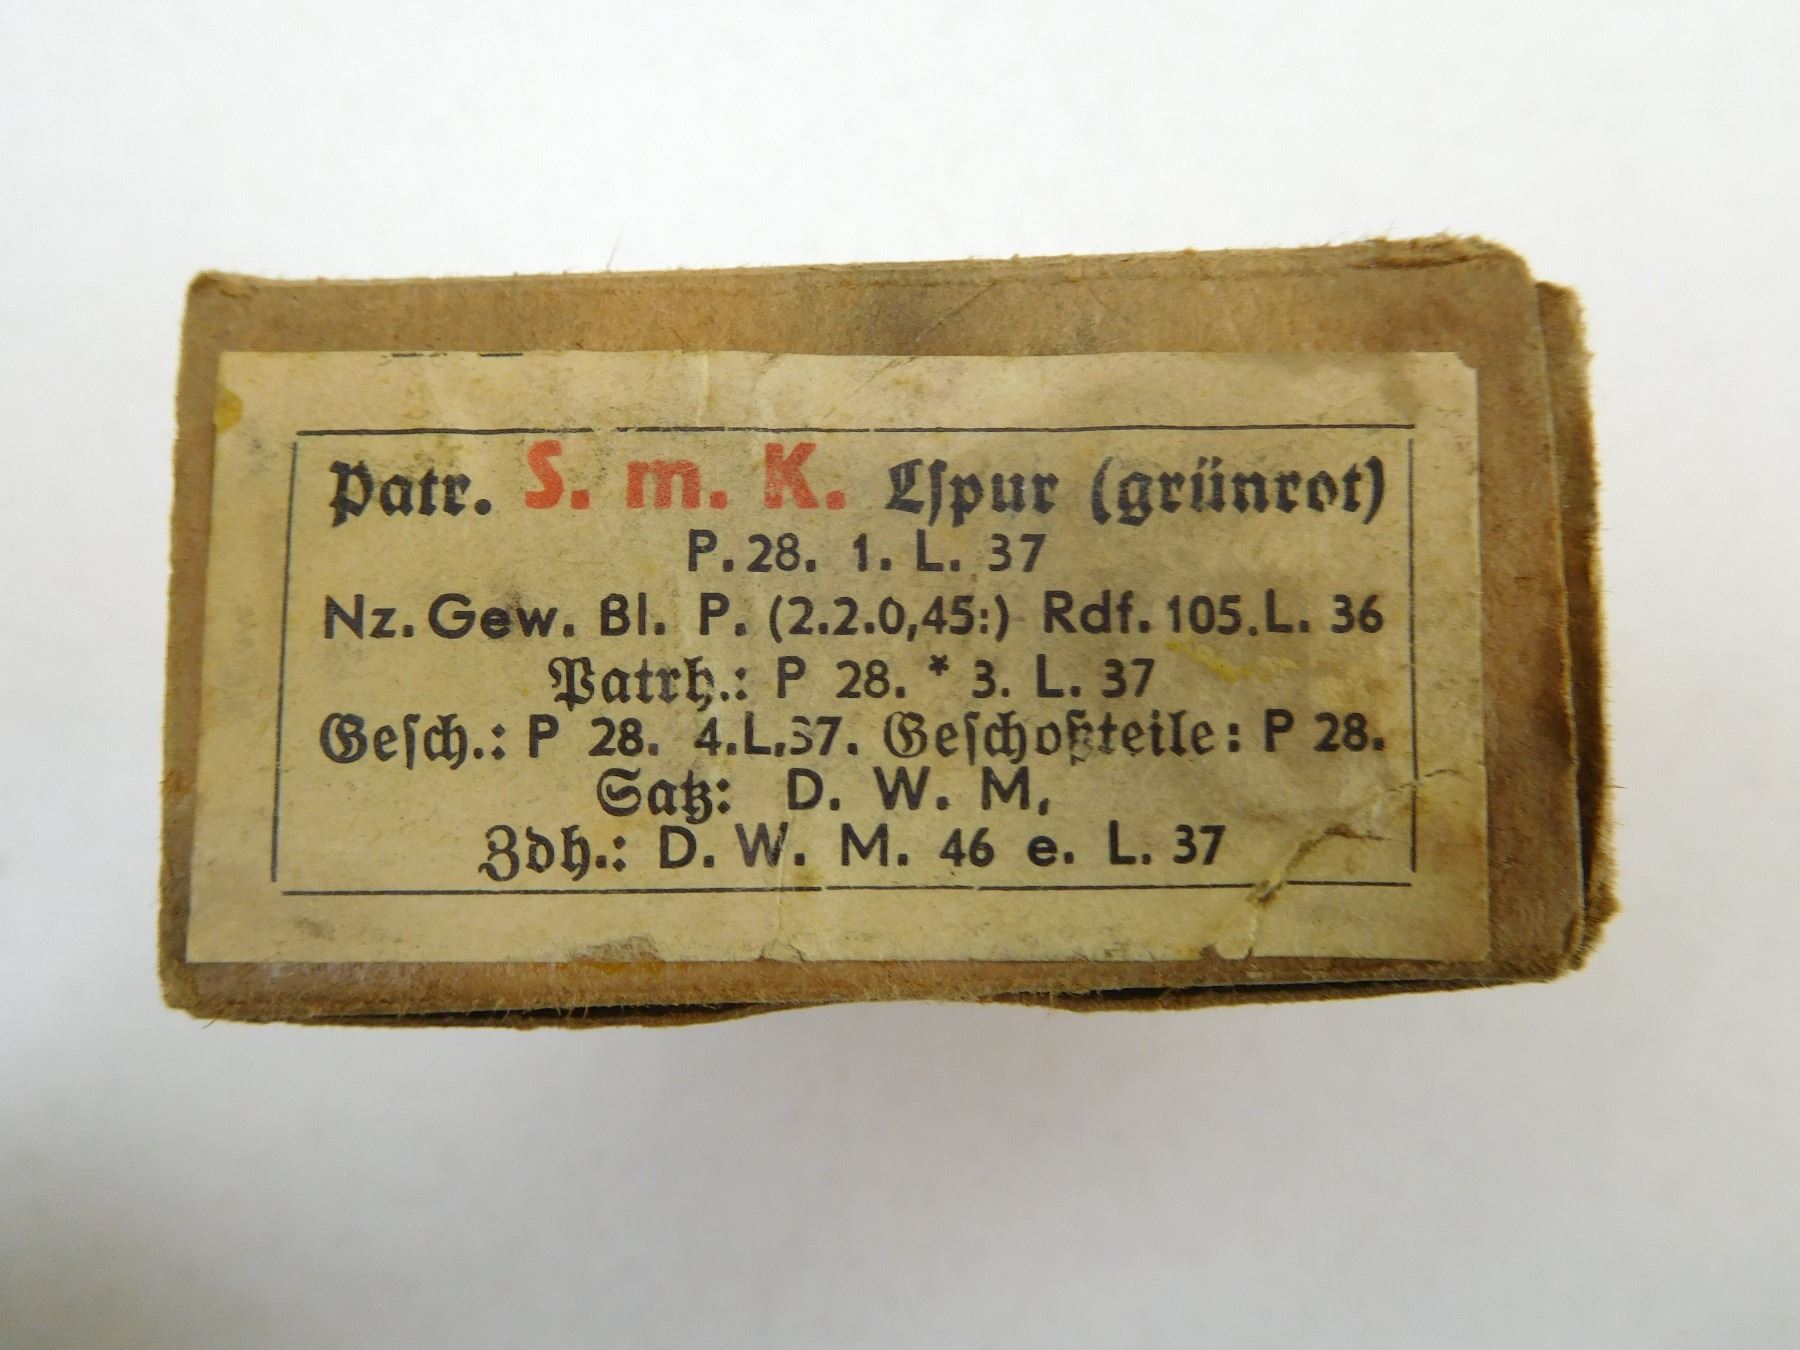 Patr. S. m. K. Lſpur (grünrot)
P. 28. 1. L. 37
Nz. Gew. Bl. P. (2.2.0,45:) Rdf. 105. L. 36
Patrh.: P 28. * 3. L. 37
Geſch.: P 28. 4. L. 37. Geſchoßteile: P 28.
Satz: D. W. M,
Zdh.: D. W. M. 46 e. L. 37